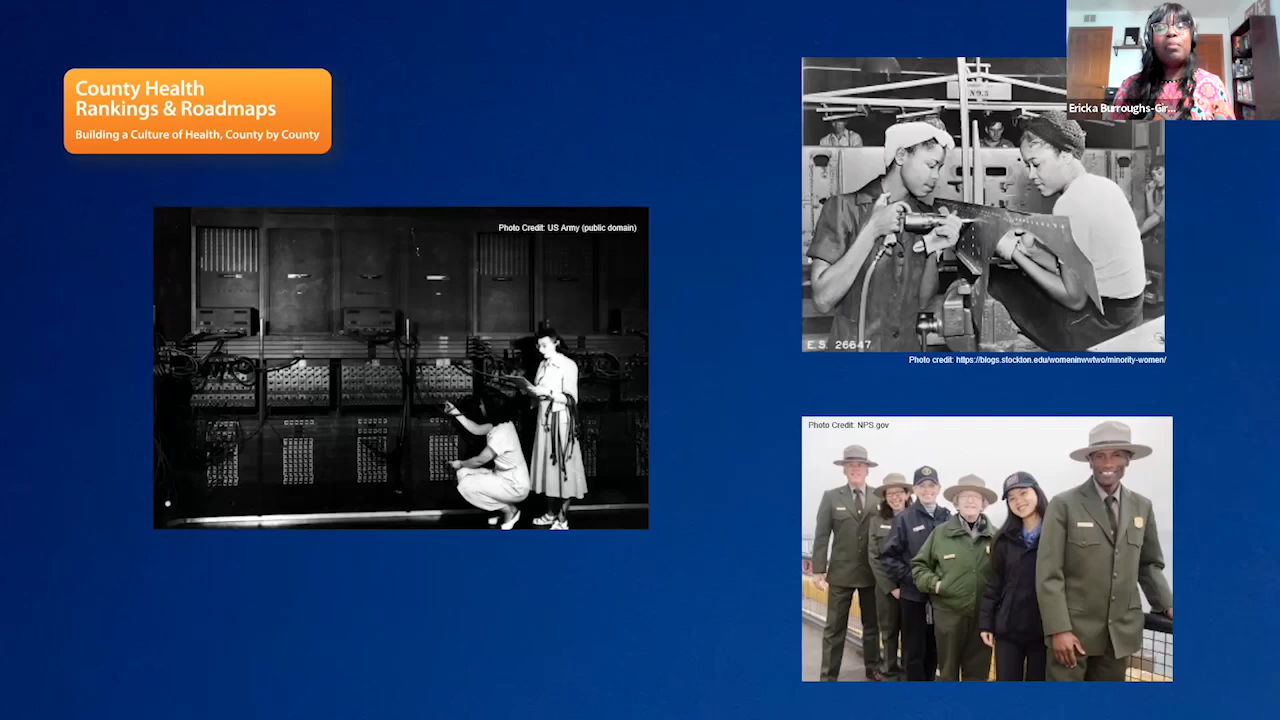 County Health
Rankings & Roadmaps
Building a Culture of Health, County by County
Ericka Burroughs-Gir...
Photo Credit: US Army (public domain)
E.S. 26647
Photo credit: https://blogs.stockton.edu/womeninwwtwo/minority-women/
Photo Credit: NPS.gov